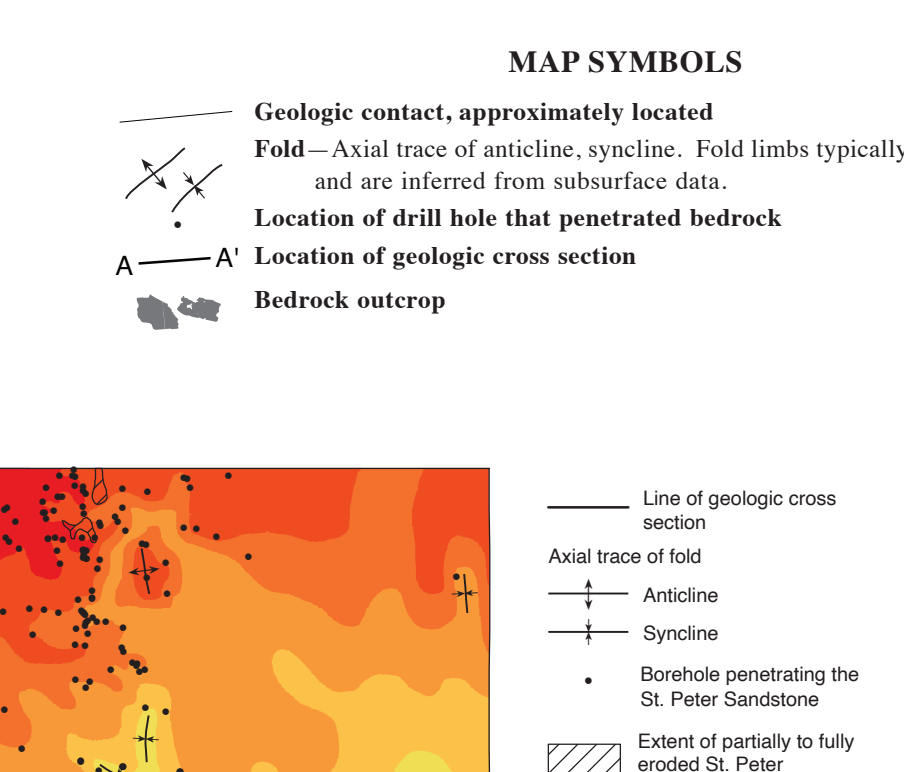 MAP SYMBOLS
Geologic contact, approximately located
Fold—Axial trace of anticline, syncline. Fold limbs typically
and are inferred from subsurface data.
Location of drill hole that penetrated bedrock
A A' Location of geologic cross section
Bedrock outcrop
Line of geologic cross
section
Axial trace of fold
Anticline
Syncline
Borehole penetrating the
St. Peter Sandstone
Extent of partially to fully
eroded St. Peter